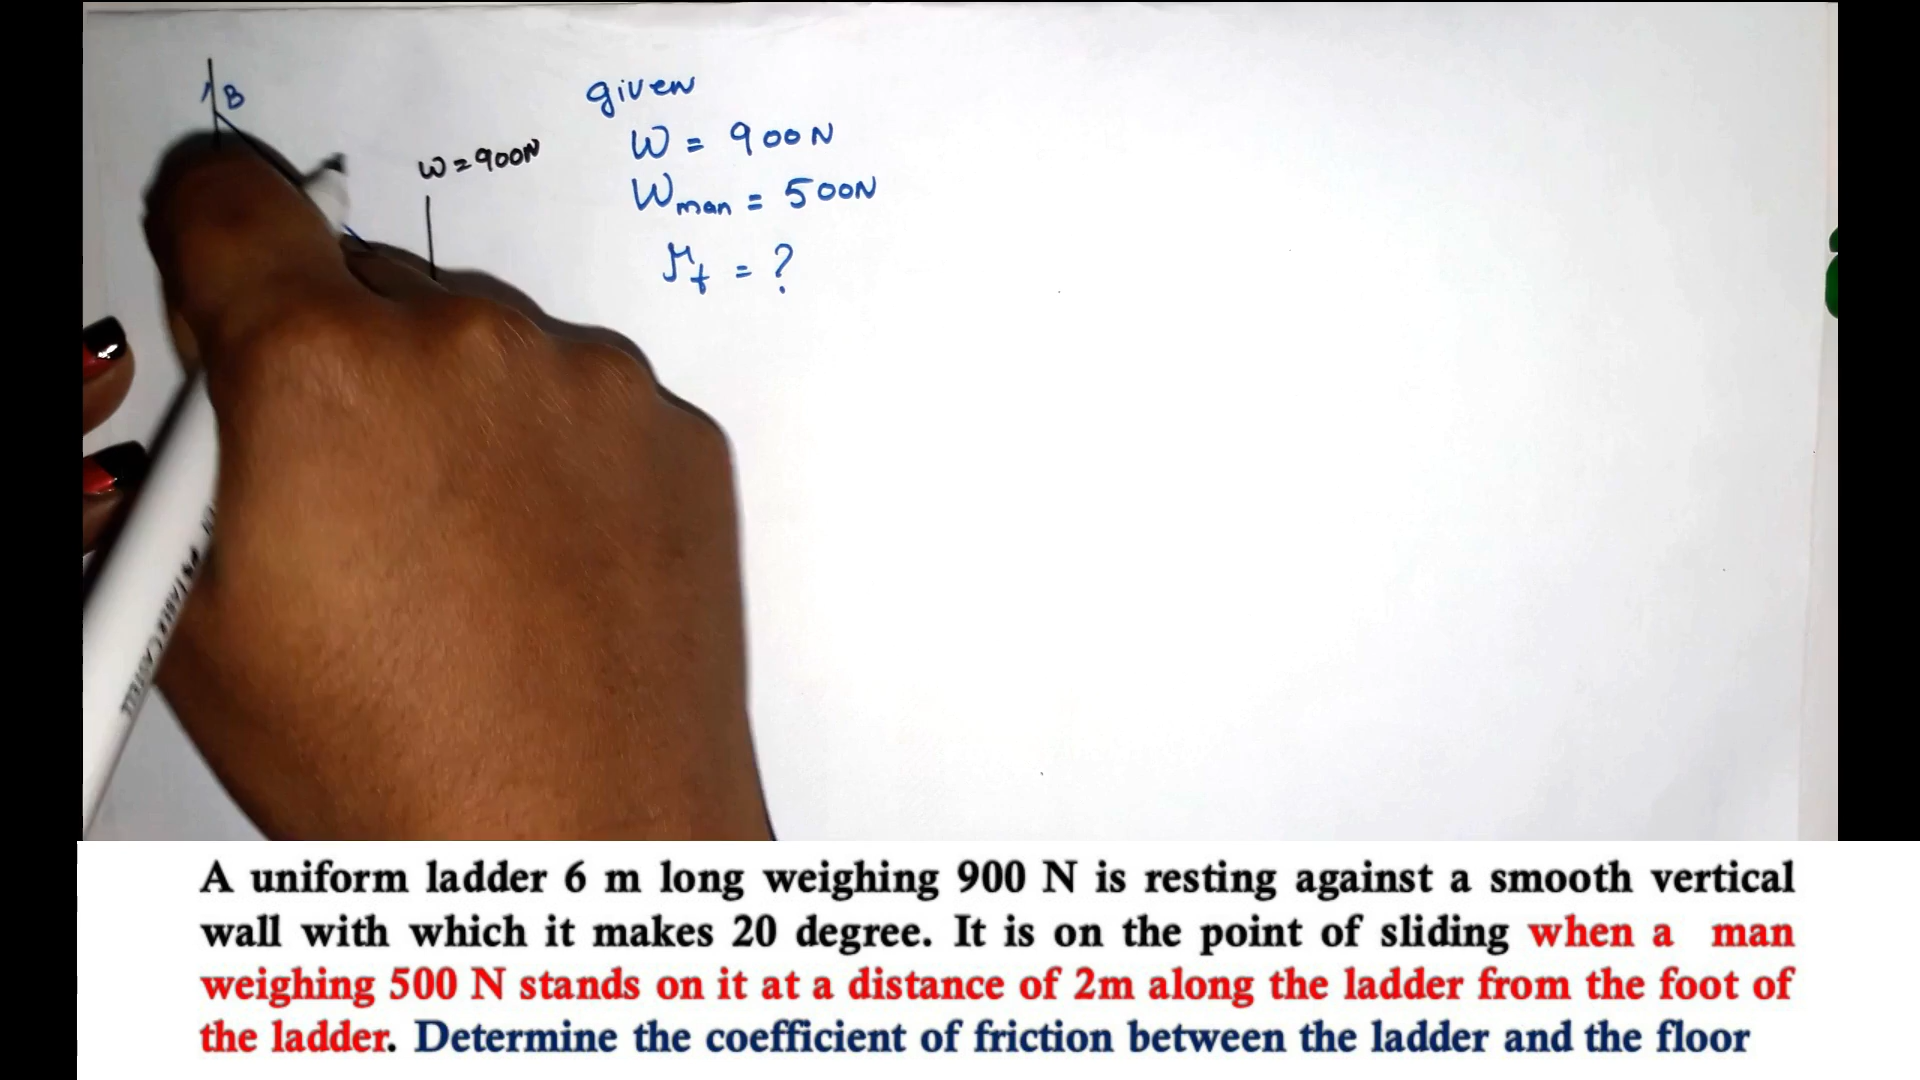 B
W = 900N
given
W = 900N
Wman = 500N
μf = ?
FABER CASTELL
A uniform ladder 6 m long weighing 900 N is resting against a smooth vertical
wall with which it makes 20 degree. It is on the point of sliding when a man
weighing 500 N stands on it at a distance of 2m along the ladder from the foot of
the ladder. Determine the coefficient of friction between the ladder and the floor